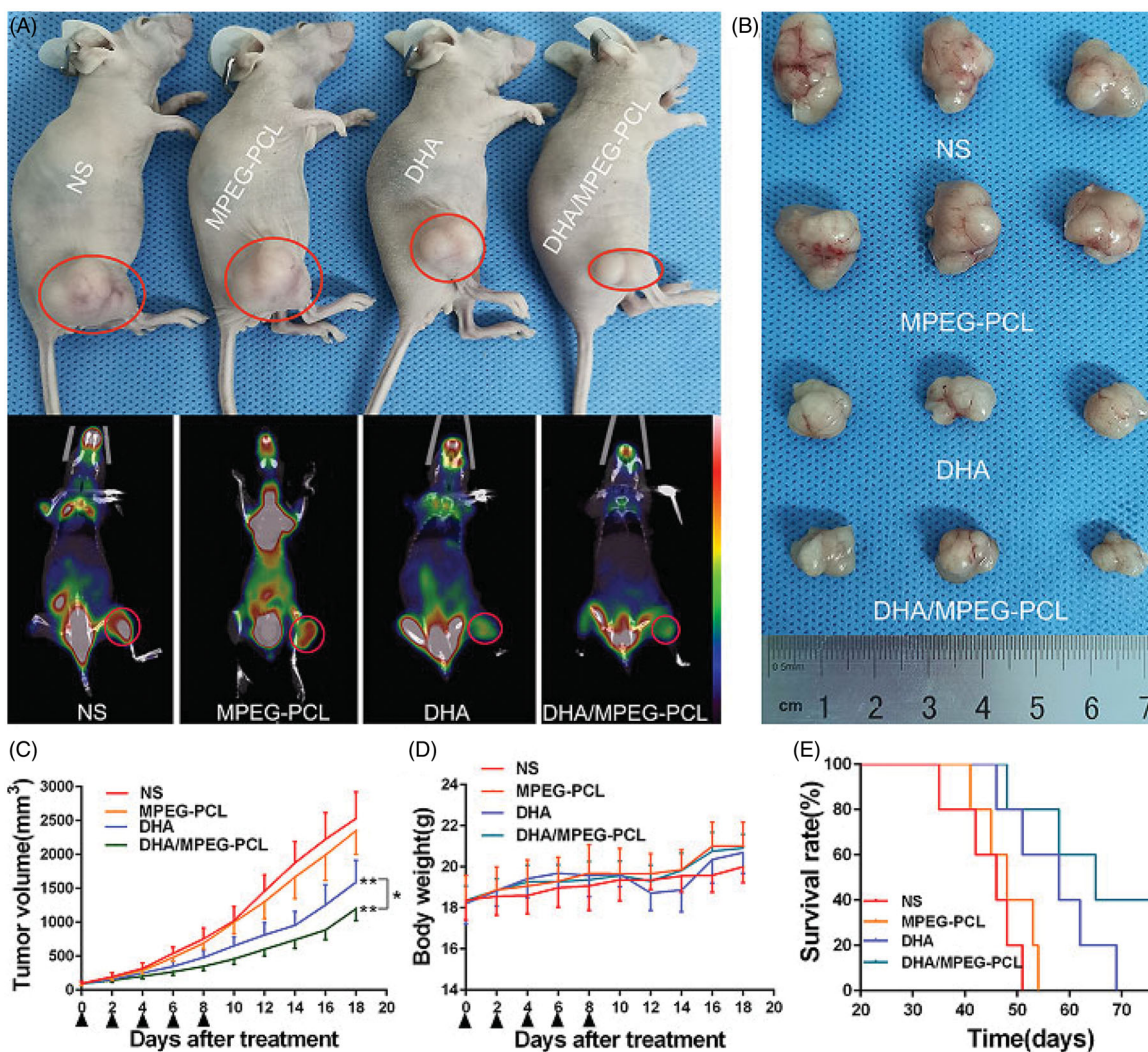 (A)
NS
MPEG-PCL
DHA
DHA/MPEG-PCL
NS
MPEG-PCL
DHA
DHA/MPEG-PCL
(B)
NS
MPEG-PCL
DHA
DHA/MPEG-PCL
0.5mm
cm 1 2 3 4 5 6 7
(C)
Tumor volume(mm³)
3000
2500
2000
1500
1000
500
0
NS
MPEG-PCL
DHA
DHA/MPEG-PCL
**
*
**
0 2 4 6 8 10 12 14 16 18 20
Days after treatment
(D)
Body weight(g)
24
22
20
18
16
14
NS
MPEG-PCL
DHA
DHA/MPEG-PCL
0 2 4 6 8 10 12 14 16 18 20
Days after treatment
(E)
Survival rate(%)
100
80
60
40
20
0
NS
MPEG-PCL
DHA
DHA/MPEG-PCL
20 30 40 50 60 70
Time(days)